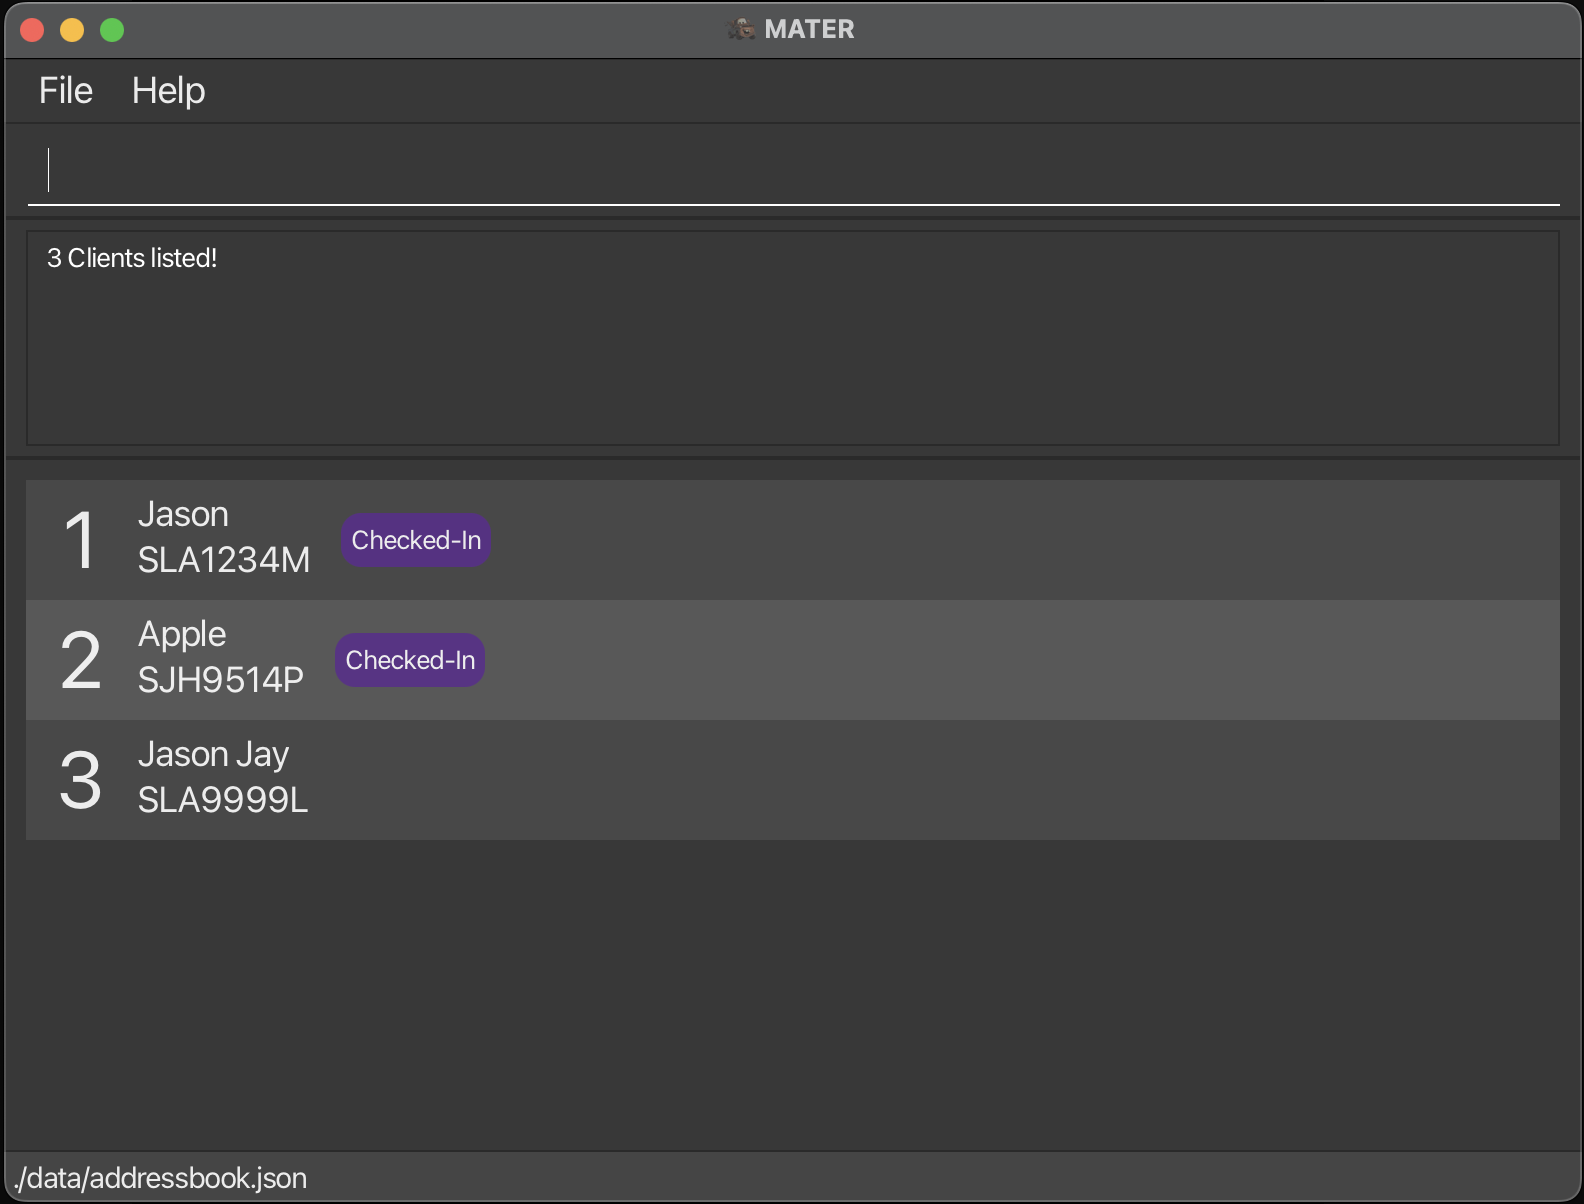 MATER
File Help
3 Clients listed!
1
Jason
SLA1234M
Checked-In
2
Apple
SJH9514P
Checked-In
3
Jason Jay
SLA9999L
./data/addressbook.json